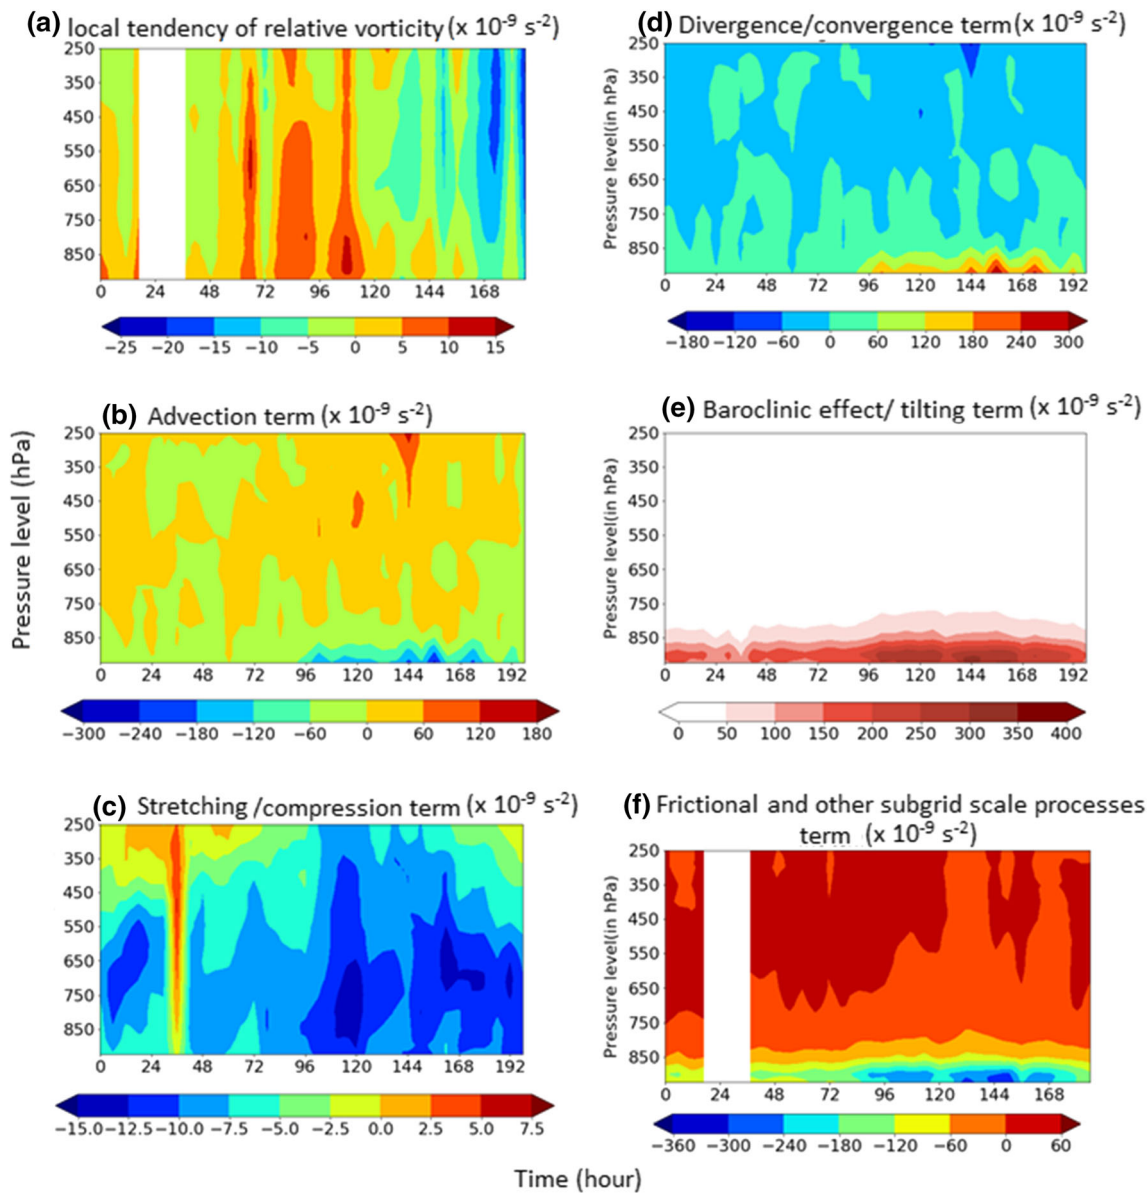 (a) local tendency of relative vorticity (x 10-9 s-2)
250
350
450
550
650
750
850
0 24 48 72 96 120 144 168
−25 −20 −15 −10 −5 0 5 10 15
(d) Divergence/convergence term (x 10-9 s-2)
Pressure level(in hPa)
250
350
450
550
650
750
850
0 24 48 72 96 120 144 168 192
−180 −120 −60 0 60 120 180 240 300
(b) Advection term (x 10-9 s-2)
Pressure level (hPa)
250
350
450
550
650
750
850
0 24 48 72 96 120 144 168 192
−300 −240 −180 −120 −60 0 60 120 180
(e) Baroclinic effect/ tilting term (x 10-9 s-2)
Pressure level(in hPa)
250
350
450
550
650
750
850
0 24 48 72 96 120 144 168 192
0 50 100 150 200 250 300 350 400
(c) Stretching /compression term (x 10-9 s-2)
250
350
450
550
650
750
850
0 24 48 72 96 120 144 168 192
−15.0 −12.5 −10.0 −7.5 −5.0 −2.5 0.0 2.5 5.0 7.5
(f) Frictional and other subgrid scale processes
term (x 10-9 s-2)
Pressure level(in hPa)
250
350
450
550
650
750
850
0 24 48 72 96 120 144 168
−360 −300 −240 −180 −120 −60 0 60
Time (hour)